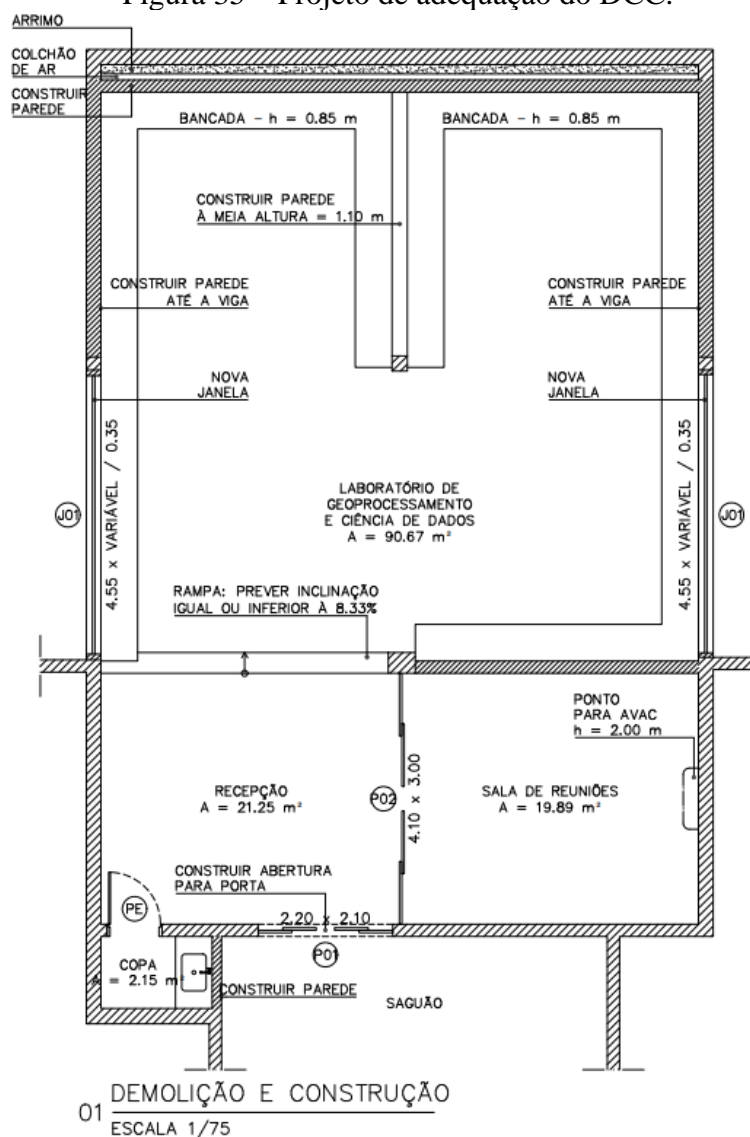 Figura 33 – Projeto de adequação do DCC.
ARRIMO
COLCHÃO
DE AR
CONSTRUIR
PAREDE
BANCADA – h = 0.85 m
BANCADA – h = 0.85 m
CONSTRUIR PAREDE
À MEIA ALTURA = 1.10 m
CONSTRUIR PAREDE
ATÉ A VIGA
CONSTRUIR PAREDE
ATÉ A VIGA
NOVA
JANELA
NOVA
JANELA
J01
4.55 x VARIÁVEL / 0.35
LABORATÓRIO DE
GEOPROCESSAMENTO
E CIÊNCIA DE DADOS
A = 90.67 m²
4.55 x VARIÁVEL / 0.35
J01
RAMPA: PREVER INCLINAÇÃO
IGUAL OU INFERIOR À 8.33%
PONTO
PARA AVAC
h = 2.00 m
RECEPÇÃO
A = 21.25 m²
P02
4.10 x 3.00
SALA DE REUNIÕES
A = 19.89 m²
CONSTRUIR ABERTURA
PARA PORTA
PE
2.20 x 2.10
P01
COPA
A = 2.15 m²
CONSTRUIR PAREDE
SAGUÃO
01
DEMOLIÇÃO E CONSTRUÇÃO
ESCALA 1/75